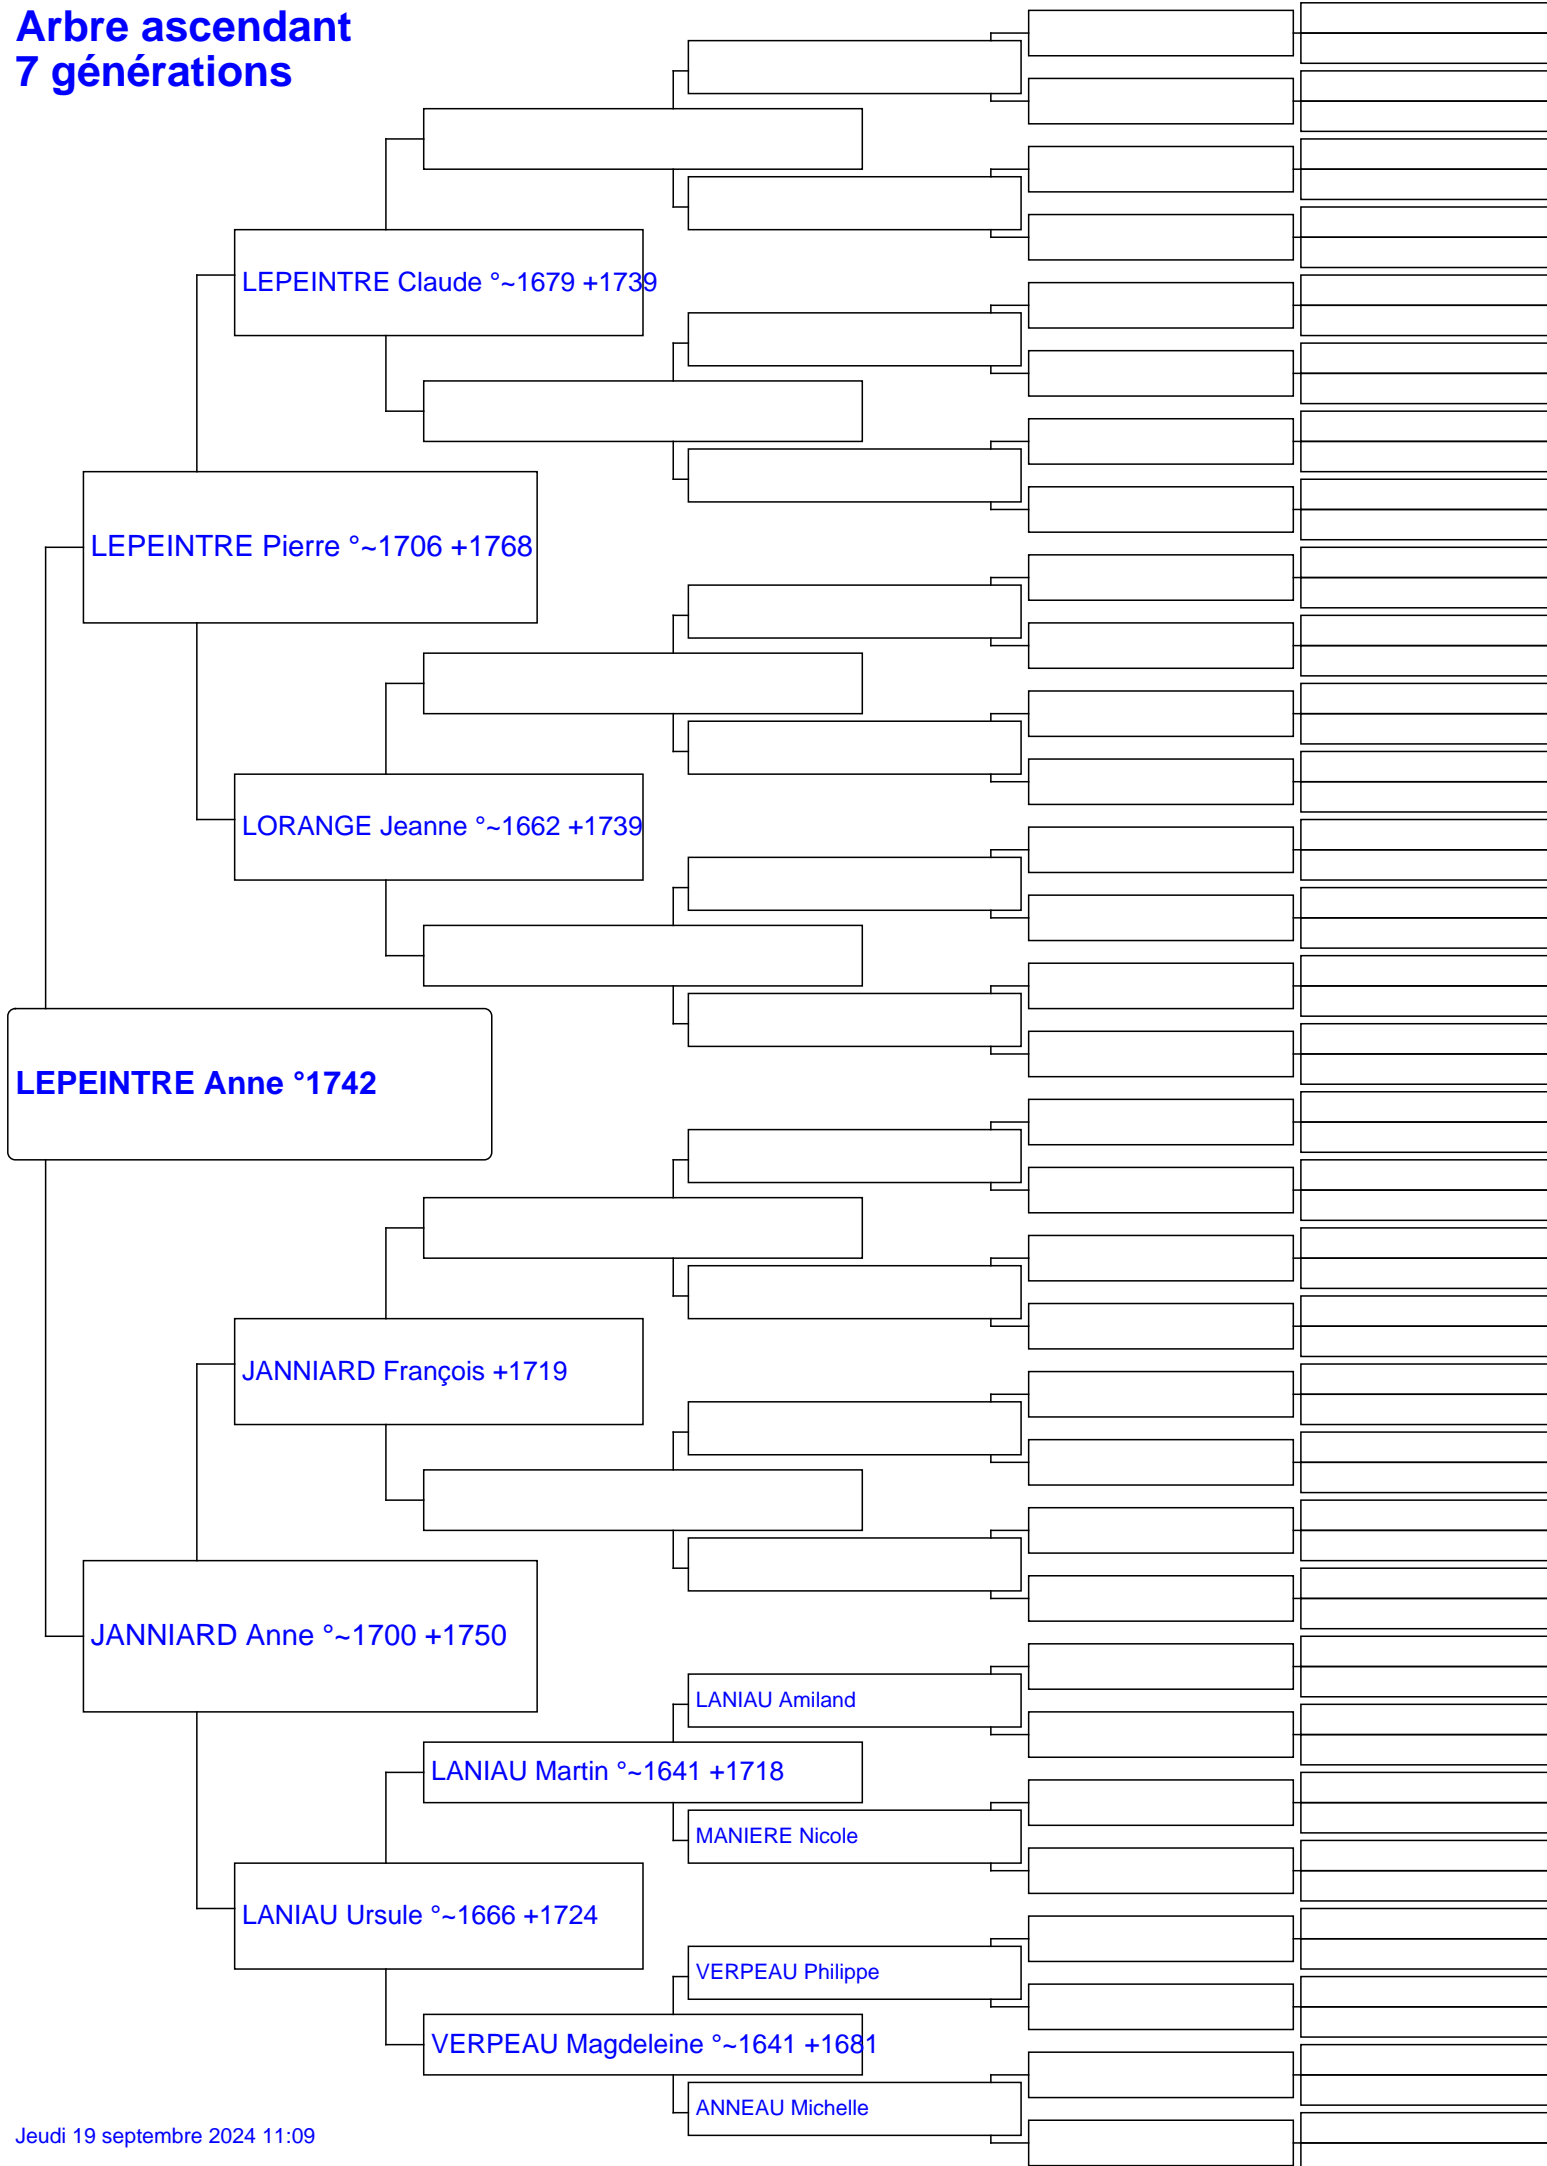 Arbre ascendant
7 générations
LEPEINTRE Claude °~1679 +1739
LEPEINTRE Pierre °~1706 +1768
LORANGE Jeanne °~1662 +1739
LEPEINTRE Anne °1742
JANNIARD François +1719
JANNIARD Anne °~1700 +1750
LANIAU Amiland
LANIAU Martin °~1641 +1718
MANIERE Nicole
LANIAU Ursule °~1666 +1724
VERPEAU Philippe
VERPEAU Magdeleine °~1641 +1681
ANNEAU Michelle
Jeudi 19 septembre 2024 11:09